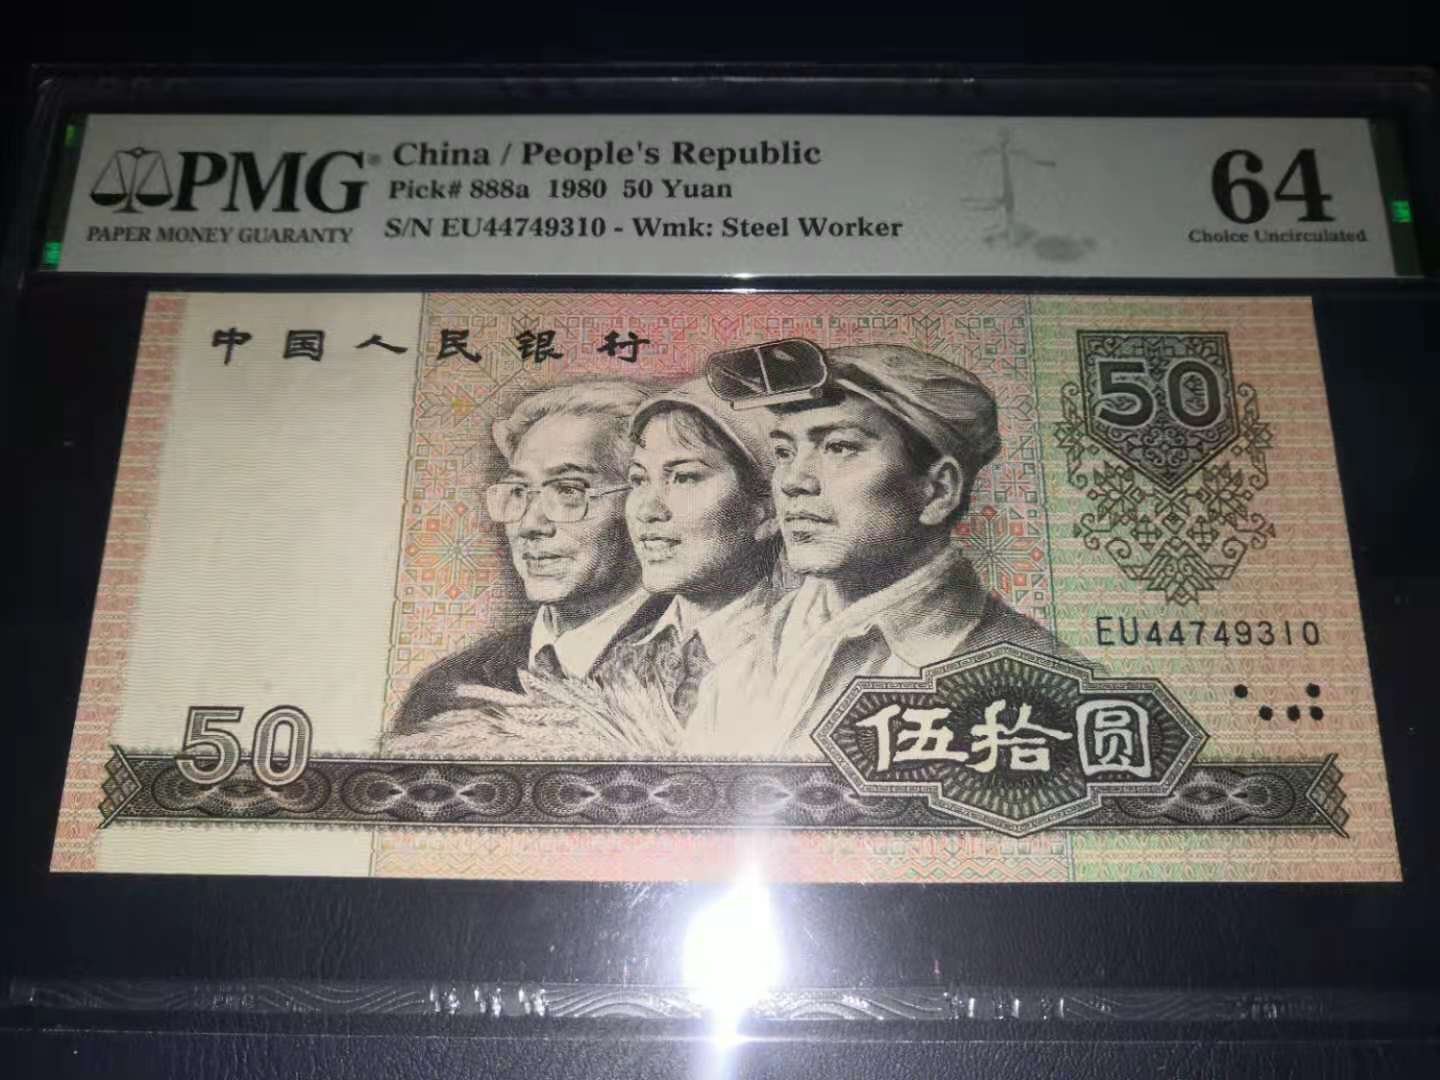 PMG®
PAPER MONEY GUARANTY
China / People's Republic
Pick# 888a 1980 50 Yuan
S/N EU44749310 - Wmk: Steel Worker
64
Choice Uncirculated
中国人民银行
50
EU44749310
50
伍拾圆